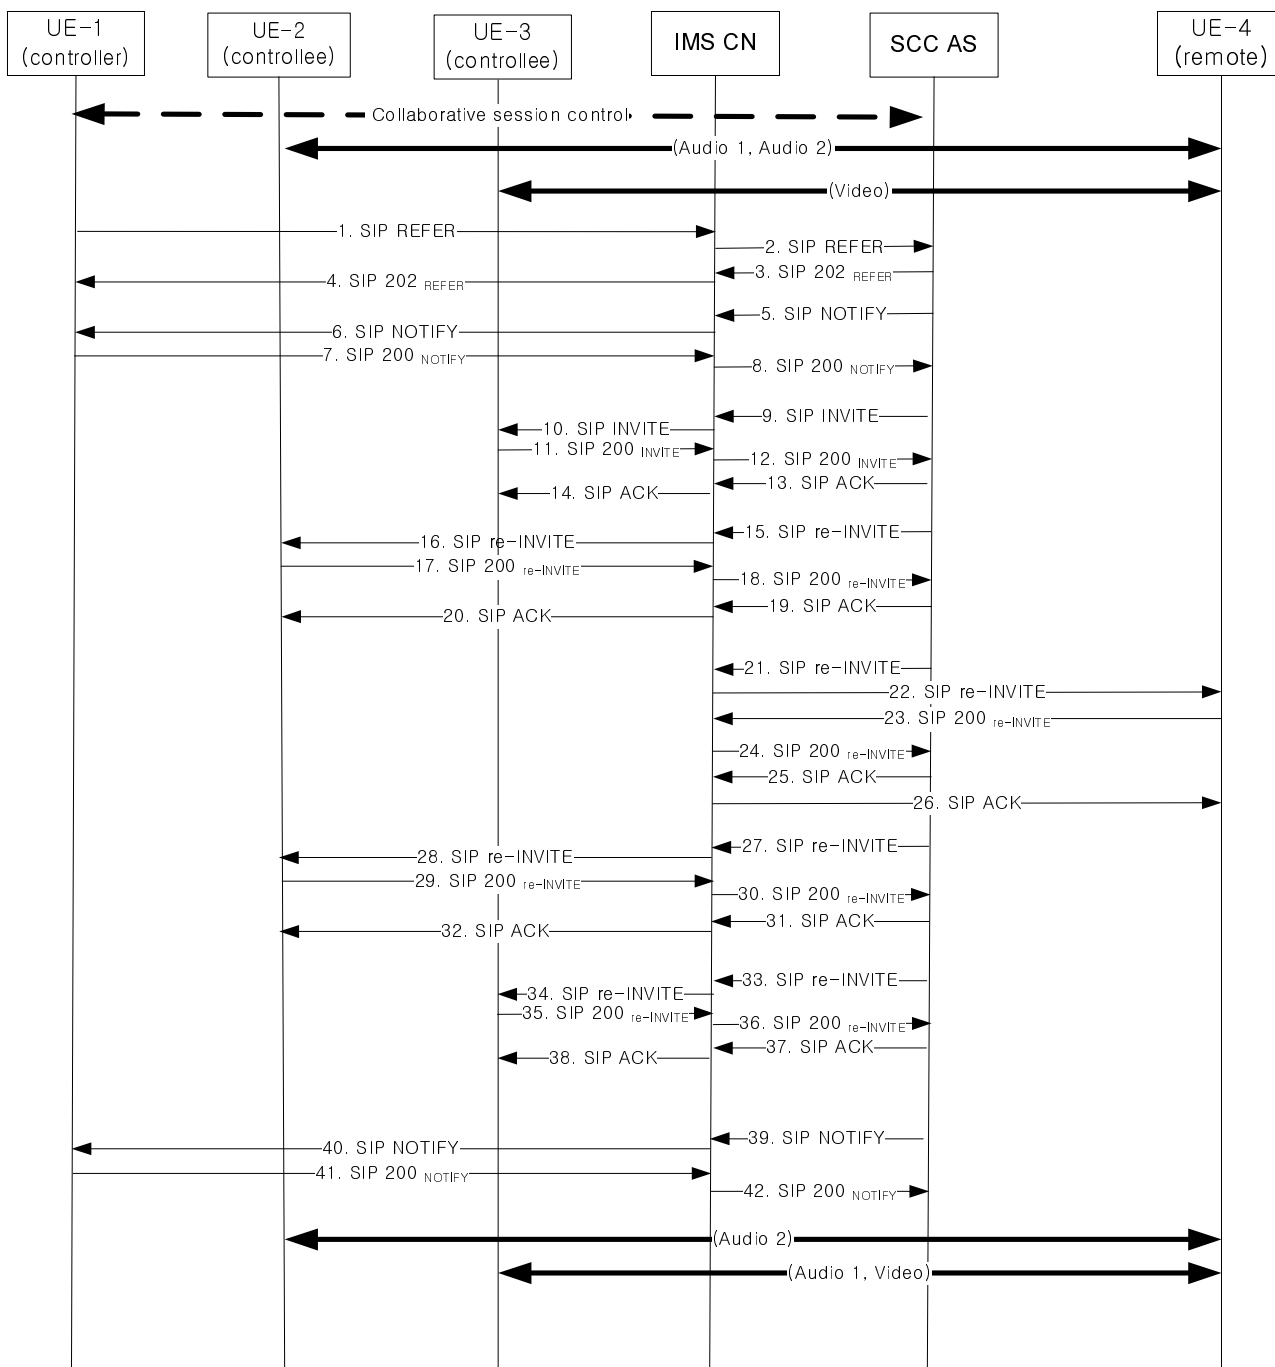 UE-1
(controller)
UE-2
(controllee)
UE-3
(controllee)
IMS CN
SCC AS
UE-4
(remote)
Collaborative session control
(Audio 1, Audio 2)
(Video)
1. SIP REFER
2. SIP REFER
3. SIP 202 REFER
4. SIP 202 REFER
5. SIP NOTIFY
6. SIP NOTIFY
7. SIP 200 NOTIFY
8. SIP 200 NOTIFY
9. SIP INVITE
10. SIP INVITE
11. SIP 200 INVITE
12. SIP 200 INVITE
13. SIP ACK
14. SIP ACK
15. SIP re-INVITE
16. SIP re-INVITE
17. SIP 200 re-INVITE
18. SIP 200 re-INVITE
19. SIP ACK
20. SIP ACK
21. SIP re-INVITE
22. SIP re-INVITE
23. SIP 200 re-INVITE
24. SIP 200 re-INVITE
25. SIP ACK
26. SIP ACK
27. SIP re-INVITE
28. SIP re-INVITE
29. SIP 200 re-INVITE
30. SIP 200 re-INVITE
31. SIP ACK
32. SIP ACK
33. SIP re-INVITE
34. SIP re-INVITE
35. SIP 200 re-INVITE
36. SIP 200 re-INVITE
37. SIP ACK
38. SIP ACK
39. SIP NOTIFY
40. SIP NOTIFY
41. SIP 200 NOTIFY
42. SIP 200 NOTIFY
(Audio 2)
(Audio 1, Video)